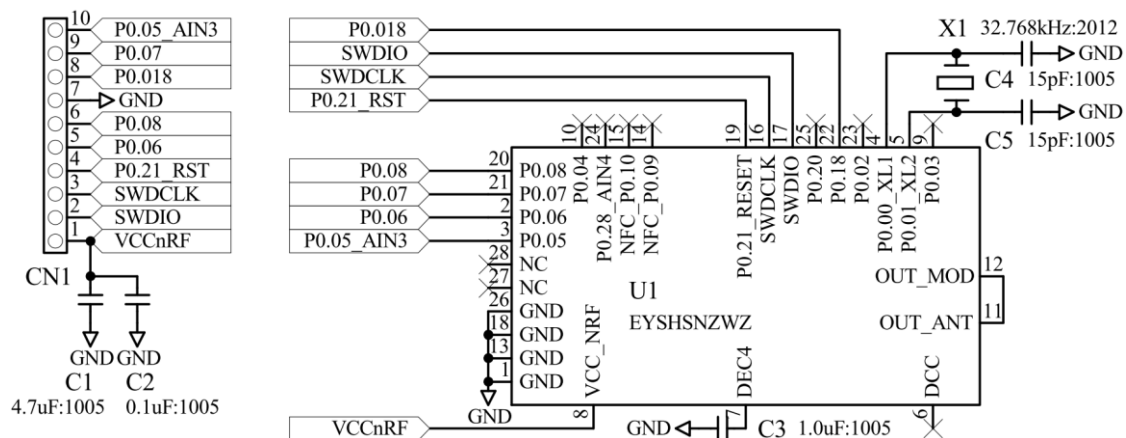 10 P0.05_AIN3
9 P0.07
8 P0.018
7 GND
6 P0.08
5 P0.06
4 P0.21_RST
3 SWDCLK
2 SWDIO
1 VCCnRF
CN1
GND GND
C1 C2
4.7uF:1005 0.1uF:1005
P0.018
SWDIO
SWDCLK
P0.21_RST
P0.08
P0.07
P0.06
P0.05_AIN3
X1 32.768kHz:2012
GND
C4 15pF:1005
GND
C5 15pF:1005
10 24 15 14 19 16 17 25 22 23 4 5 9
P0.04
P0.28_AIN4
NFC_P0.10
NFC_P0.09
P0.21_RESET
SWDCLK
SWDIO
P0.20
P0.18
P0.02
P0.00_XL1
P0.01_XL2
P0.03
20 P0.08
21 P0.07
2 P0.06
3 P0.05
28 NC
27 NC
26 GND
18 GND
13 GND
1 GND
GND
U1
EYSHSNZWZ
OUT_MOD 12
OUT_ANT 11
VCC_NRF
DEC4
DCC
8 7 6
VCCnRF
GND C3 1.0uF:1005